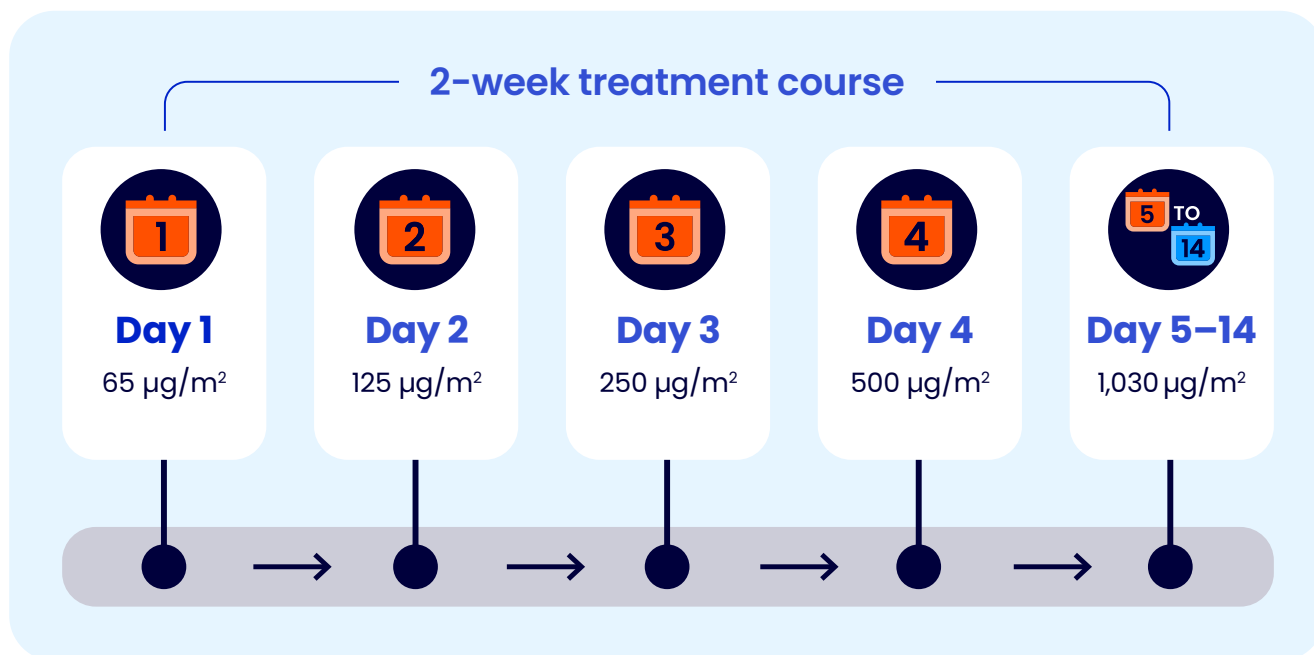 2-week treatment course
1
2
3
4
5 TO
14
Day 1
Day 2
Day 3
Day 4
Day 5–14
65 µg/m²
125 µg/m²
250 µg/m²
500 µg/m²
1,030 µg/m²